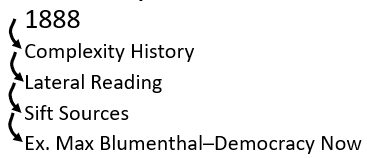 1888
Complexity History
Lateral Reading
Sift Sources
Ex. Max Blumenthal–Democracy Now